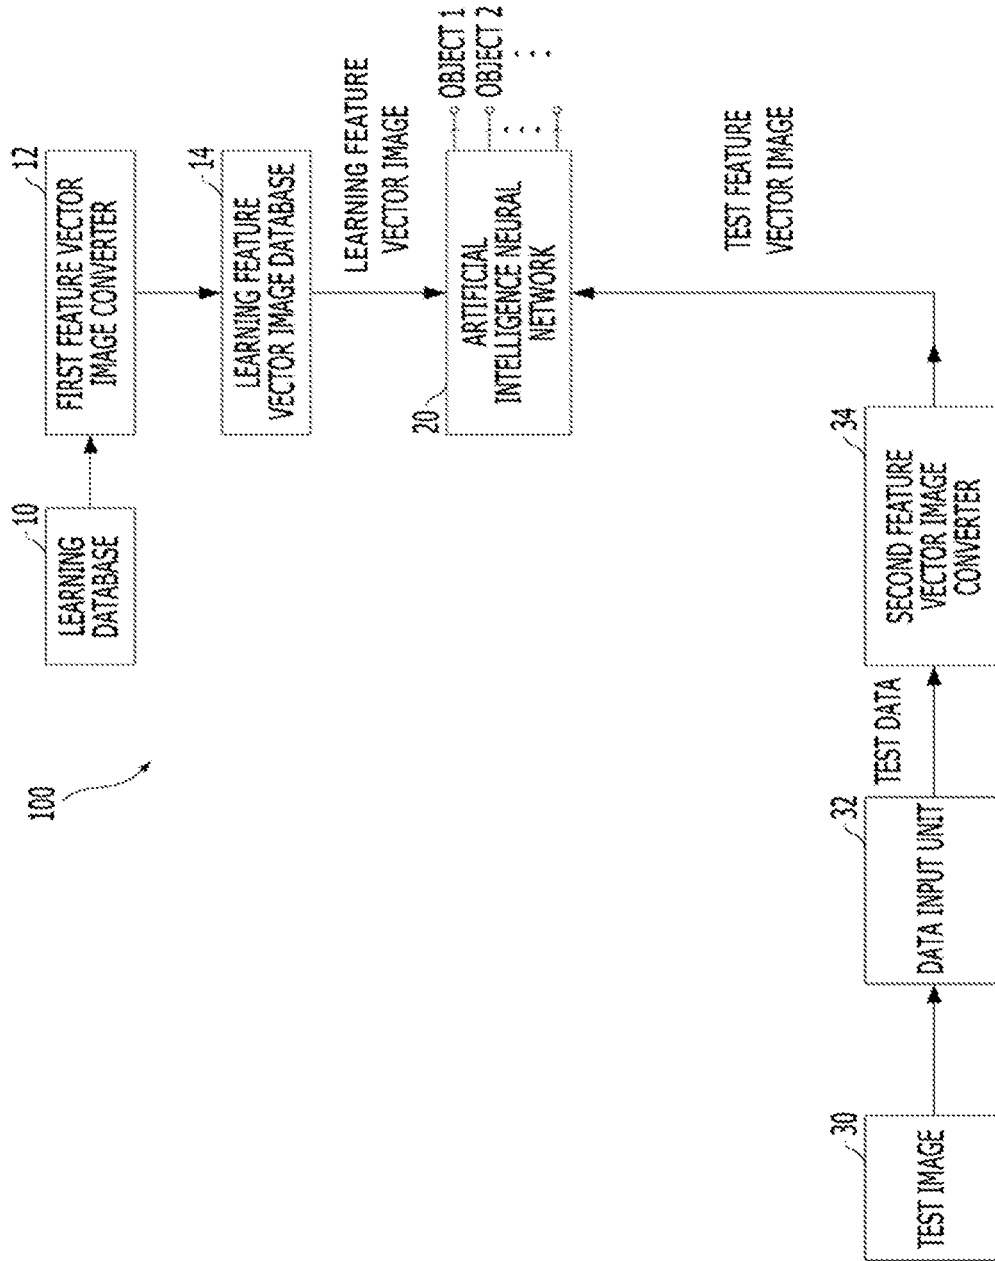 100
10
LEARNING
DATABASE
12
FIRST FEATURE VECTOR
IMAGE CONVERTER
14
LEARNING FEATURE
VECTOR IMAGE DATABASE
LEARNING FEATURE
VECTOR IMAGE
20
ARTIFICIAL
INTELLIGENCE NEURAL
NETWORK
OBJECT 1
OBJECT 2
TEST FEATURE
VECTOR IMAGE
30
TEST IMAGE
32
DATA INPUT UNIT
TEST DATA
34
SECOND FEATURE
VECTOR IMAGE
CONVERTER